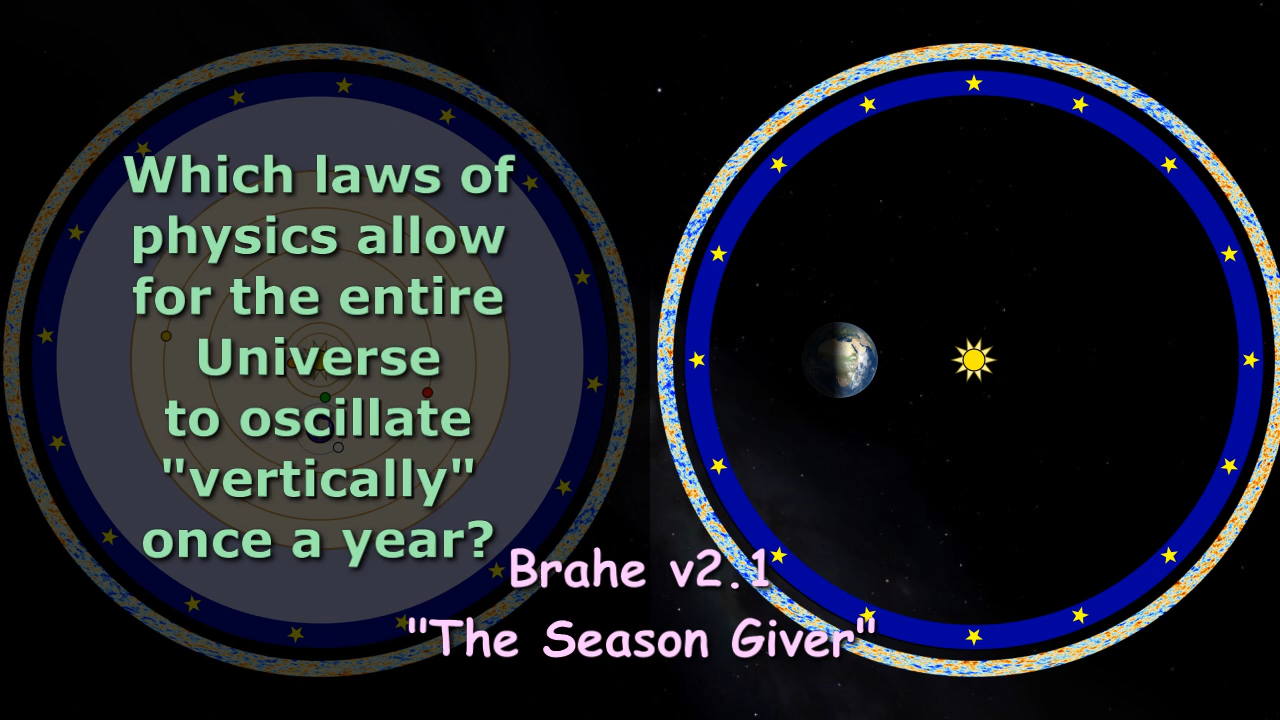 Which laws of
physics allow
for the entire
Universe
to oscillate
"vertically"
once a year?
Brahe v2.1
"The Season Giver"